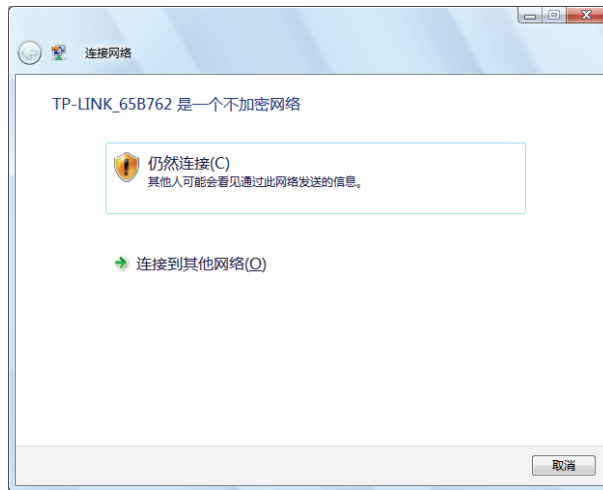 连接网络
TP-LINK_65B762 是一个不加密网络
仍然连接(C)
其他人可能会看见通过此网络发送的信息。
连接到其他网络(O)
取消